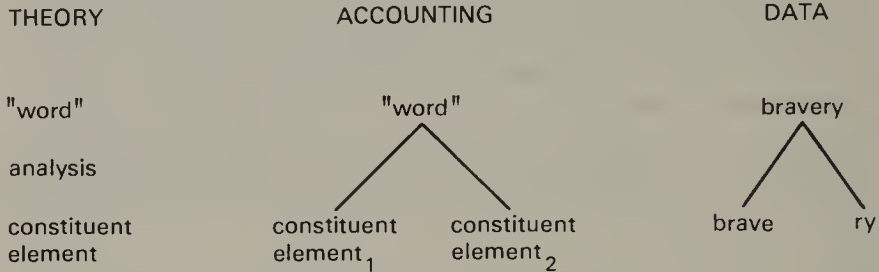 THEORY ACCOUNTING DATA
"word" "word" bravery
analysis
constituent constituent constituent brave ry
element element1 element2